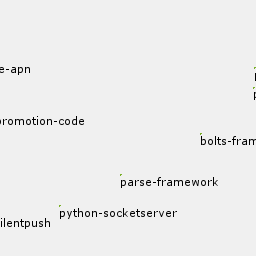 e-apn
promotion-code
bolts-fram
parse-framework
python-socketserver
ilentpush